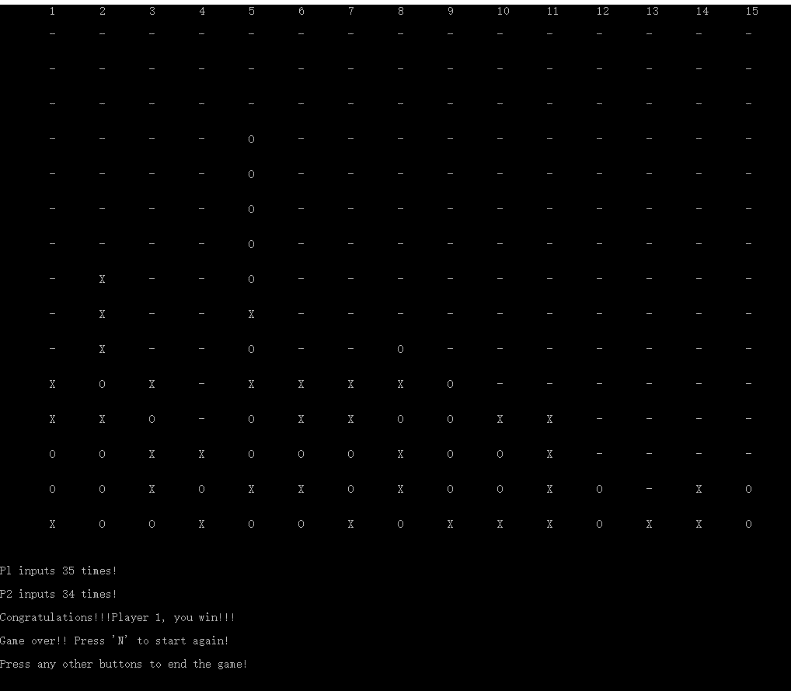 1 2 3 4 5 6 7 8 9 10 11 12 13 14 15
- - - - - - - - - - - - - - -
- - - - - - - - - - - - - - -
- - - - - - - - - - - - - - -
- - - - O - - - - - - - - - -
- - - - O - - - - - - - - - -
- - - - O - - - - - - - - - -
- - - - O - - - - - - - - - -
- X - - O - - - - - - - - - -
- X - - X - - - - - - - - - -
- X - - O - - O - - - - - - -
X O X - X X X X O - - - - - -
X X O - O X X O O X X - - - -
O O X X O O O X O O X - - - -
O O X O X X O X O O X O - X O
X O O X O O X O X X X O X X O
P1 inputs 35 times!
P2 inputs 34 times!
Congratulations!!!Player 1, you win!!!
Game over!! Press 'N' to start again!
Press any other buttons to end the game!